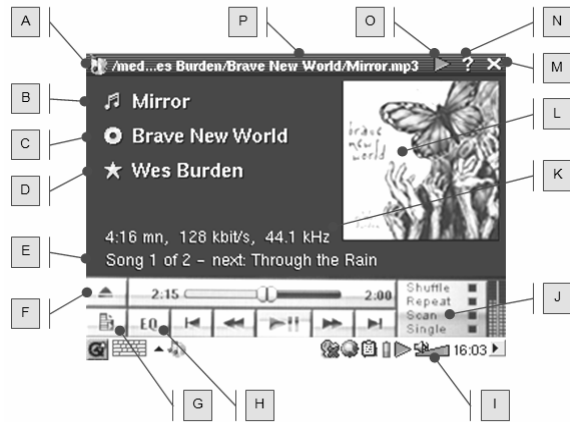 A
P
O
N
/med...es Burden/Brave New World/Mirror.mp3 ? X
M
B
Mirror
L
C
Brave New World
brave
new
world
D
Wes Burden
K
4:16 mn, 128 kbit/s, 44.1 kHz
E
Song 1 of 2 - next: Through the Rain
F
2:15 2:00
Shuffle
Repeat
Scan
Single
J
EQ
16:03
G
H
I